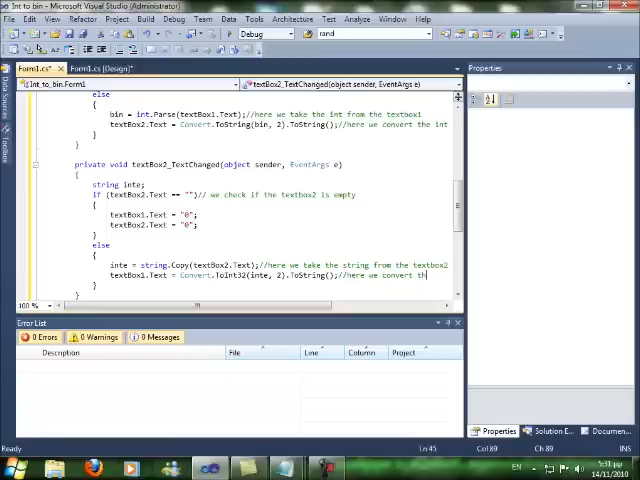 Int to bin - Microsoft Visual Studio
File Edit View Refactor Project Build Debug Team Data Tools Architecture Test Analyze Window Help
Debug rand
Form1.cs* Form1.cs [Design]* Properties
Int_to_bin.Form1 textBox2_TextChanged(object sender, EventArgs e)
else
{
bin = int.Parse(textBox1.Text);//here we take the int from the textbox1
textBox2.Text = Convert.ToString(bin, 2).ToString();//here we convert the int
}
}
private void textBox2_TextChanged(object sender, EventArgs e)
{
string inte;
if (textBox2.Text == "")// we check if the textbox2 is empty
{
textBox1.Text = "0";
textBox2.Text = "0";
}
else
{
inte = string.Copy(textBox2.Text);//here we take the string from the textbox2
textBox1.Text = Convert.ToInt32(inte, 2).ToString();//here we convert th
}
}
Data Sources
Toolbox
100 %
Error List
0 Errors 0 Warnings 0 Messages
Description File Line Column Project
Properties Solution E... Documen...
Ready Ln 45 Col 89 Ch 89 INS
EN 5:31 μμ
14/11/2010